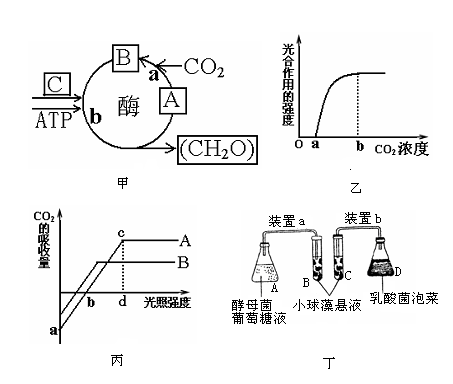 B
C
a
CO₂
ATP
b
酶
A
(CH₂O)
甲
光合作用的强度
O
a
b
CO₂浓度
乙
CO₂的吸收量
c
A
B
b
d
光照强度
a
丙
装置a
装置b
A
B
C
D
酵母菌
葡萄糖液
小球藻悬液
乳酸菌泡菜
丁